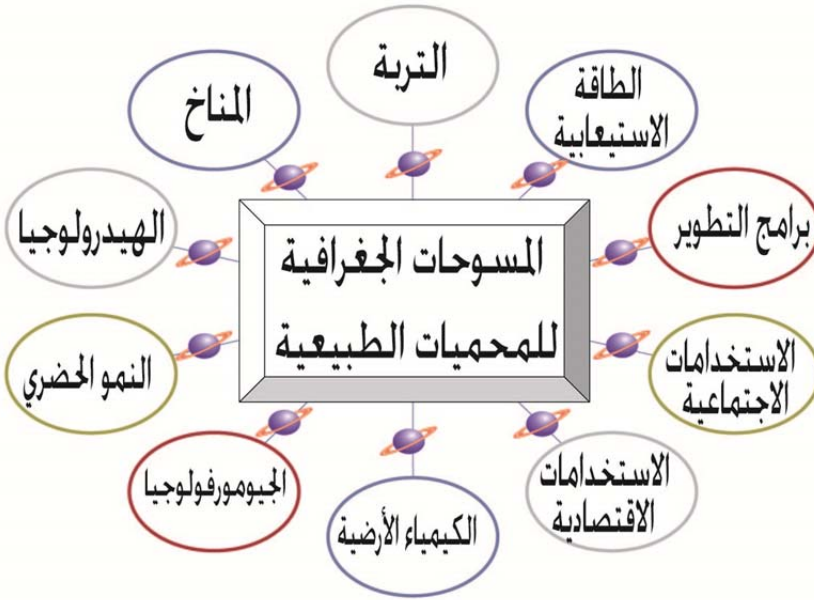 المسوحات الجغرافية
للمحميات الطبيعية
التربة
الطاقة
الاستيعابية
برامج التطوير
الاستخدامات
الاجتماعية
الاستخدامات
الاقتصادية
الكيمياء الأرضية
الجيومورفولوجيا
النمو الحضري
الهيدرولوجيا
المناخ